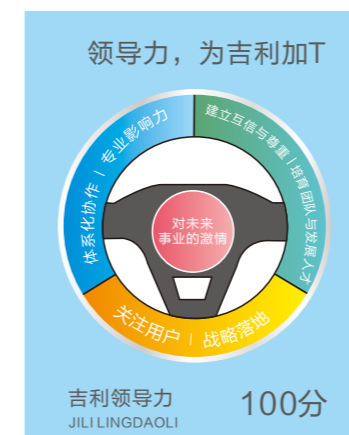 领导力，为吉利加T
体系化协作 | 专业影响力
建立互信与尊重 | 培育团队与发展人才
对未来
事业的激情
关注用户 | 战略落地
吉利领导力
100分
JILI LINGDAOLI